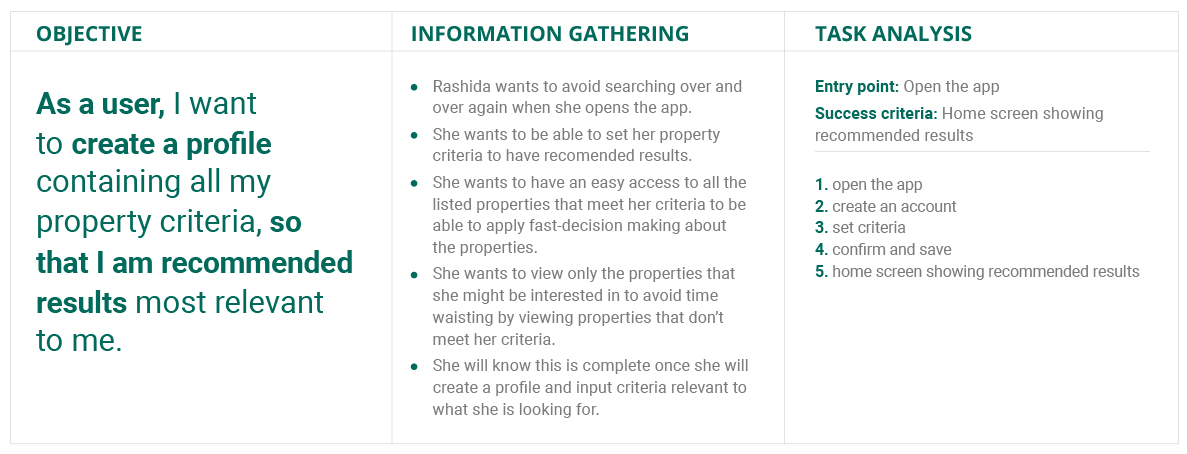 OBJECTIVE
As a user, I want
to create a profile
containing all my
property criteria, so
that I am recommended
results most relevant
to me.
INFORMATION GATHERING
• Rashida wants to avoid searching over and
over again when she opens the app.
• She wants to be able to set her property
criteria to have recomended results.
• She wants to have an easy access to all the
listed properties that meet her criteria to be
able to apply fast-decision making about
the properties.
• She wants to view only the properties that
she might be interested in to avoid time
waisting by viewing properties that don’t
meet her criteria.
• She will know this is complete once she will
create a profile and input criteria relevant to
what she is looking for.
TASK ANALYSIS
Entry point: Open the app
Success criteria: Home screen showing
recommended results
1. open the app
2. create an account
3. set criteria
4. confirm and save
5. home screen showing recommended results